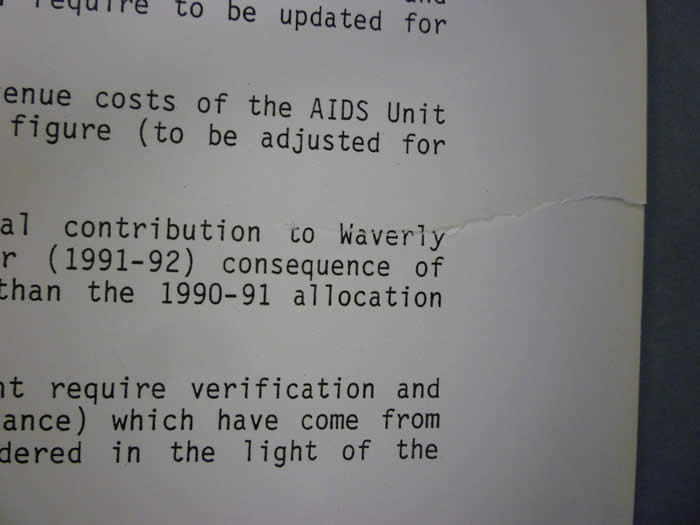 require to be updated for
enue costs of the AIDS Unit
figure (to be adjusted for
al contribution to Waverly
r (1991-92) consequence of
than the 1990-91 allocation
nt require verification and
ance) which have come from
dered in the light of the